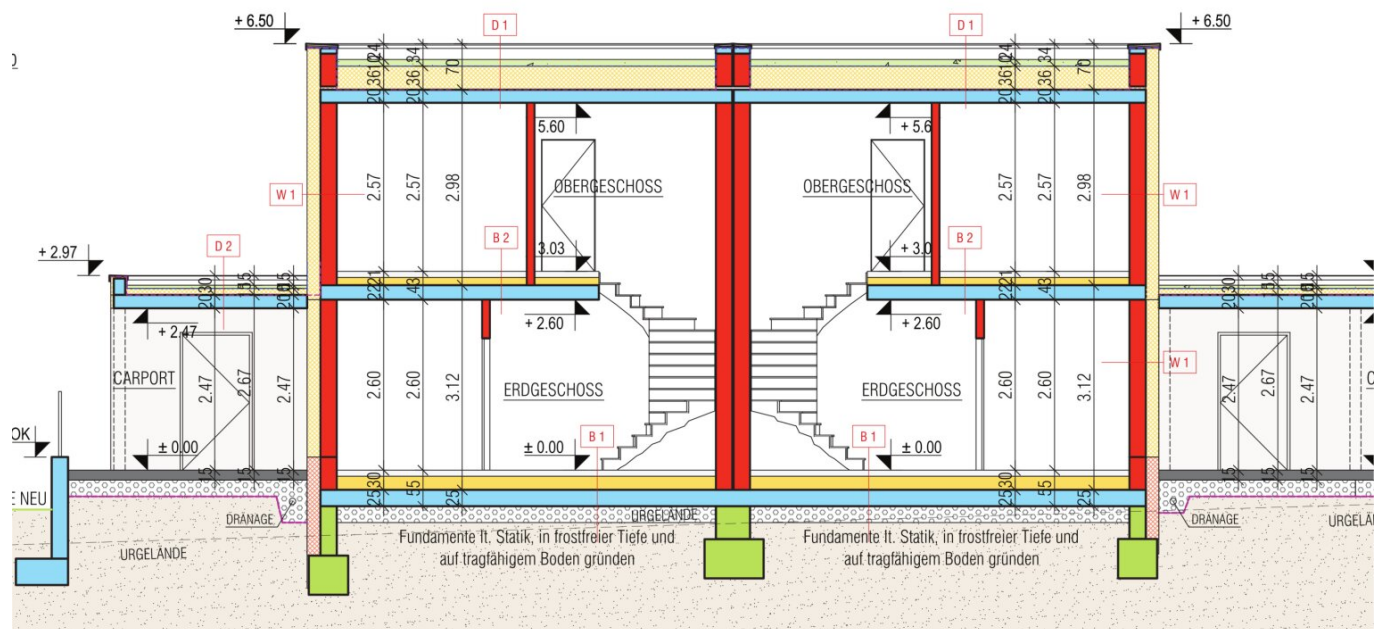 + 6.50
D 1
D 1
+ 6.50
24
34
70
10
36
36
20
20
24
34
70
10
36
36
20
20
5.60
+ 5.6
W 1
2.57
2.57
2.98
OBERGESCHOSS
OBERGESCHOSS
2.57
2.57
2.98
W 1
+ 2.97
D 2
B 2
B 2
3.03
+ 3.0
20
30
15
20
22
21
43
22
21
43
20
30
15
20
+ 2.47
+ 2.60
+ 2.60
CARPORT
2.47
2.67
2.47
2.60
2.60
3.12
ERDGESCHOSS
ERDGESCHOSS
2.60
2.60
3.12
W 1
2.47
2.67
2.47
C
OK
± 0.00
± 0.00
B 1
B 1
± 0.00
15
15
15
15
E NEU
25
30
55
25
25
30
55
25
DRÄNAGE
URGELÄNDE
DRÄNAGE
URGELÄ
URGELÄNDE
Fundamente lt. Statik, in frostfreier Tiefe und
auf tragfähigem Boden gründen
Fundamente lt. Statik, in frostfreier Tiefe und
auf tragfähigem Boden gründen